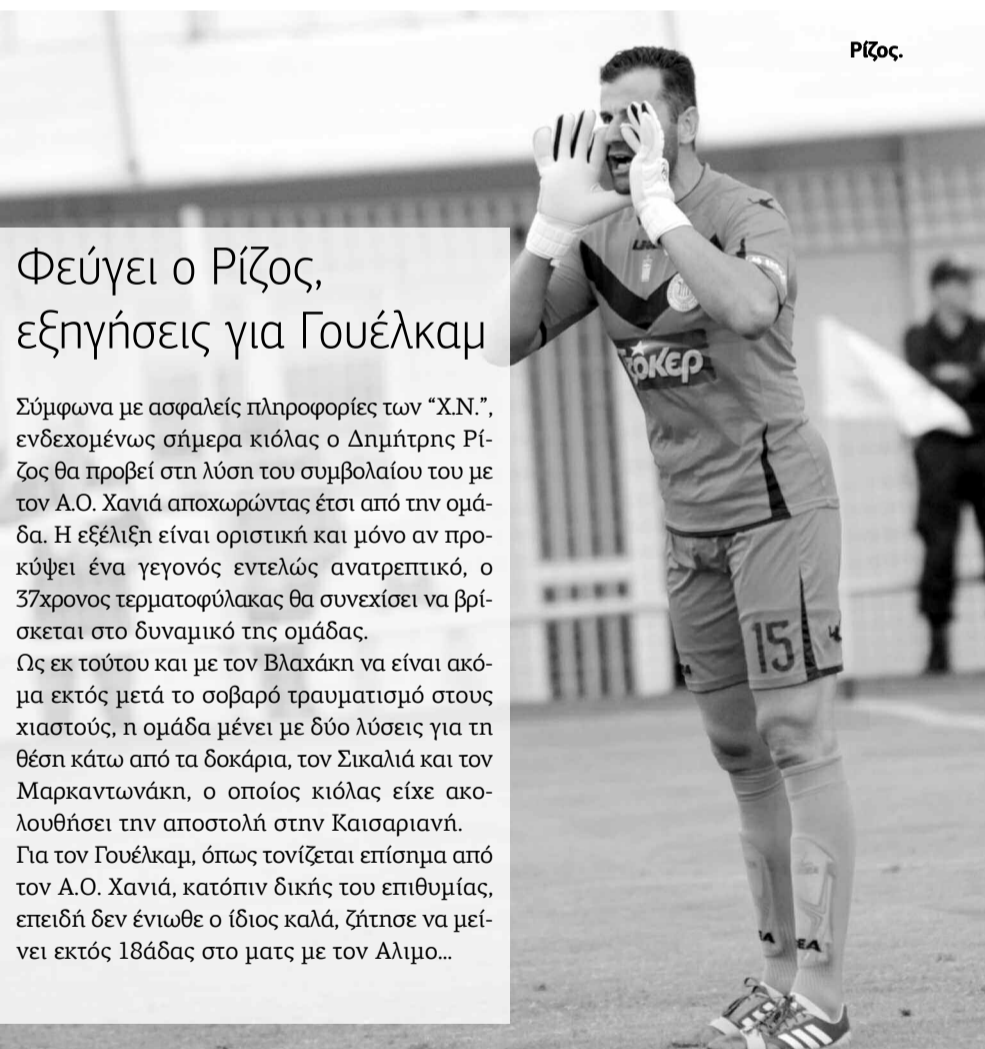 Ρίζος.
Φεύγει ο Ρίζος,
εξηγήσεις για Γουέλκαμ
Σύμφωνα με ασφαλείς πληροφορίες των “Χ.Ν.”,
ενδεχομένως σήμερα κιόλας ο Δημήτρης Ρί-
ζος θα προβεί στη λύση του συμβολαίου του με
τον Α.Ο. Χανιά αποχωρώντας έτσι από την ομά-
δα. Η εξέλιξη είναι οριστική και μόνο αν προ-
κύψει ένα γεγονός εντελώς ανατρεπτικό, ο
37χρονος τερματοφύλακας θα συνεχίσει να βρί-
σκεται στο δυναμικό της ομάδας.
Ως εκ τούτου και με τον Βλαχάκη να είναι ακό-
μα εκτός μετά το σοβαρό τραυματισμό στους
χιαστούς, η ομάδα μένει με δύο λύσεις για τη
θέση κάτω από τα δοκάρια, τον Σικαλιά και τον
Μαρκαντωνάκη, ο οποίος κιόλας είχε ακο-
λουθήσει την αποστολή στην Καισαριανή.
Για τον Γουέλκαμ, όπως τονίζεται επίσημα από
τον Α.Ο. Χανιά, κατόπιν δικής του επιθυμίας,
επειδή δεν ένιωθε ο ίδιος καλά, ζήτησε να μεί-
νει εκτός 18άδας στο ματς με τον Αλιμο...
15